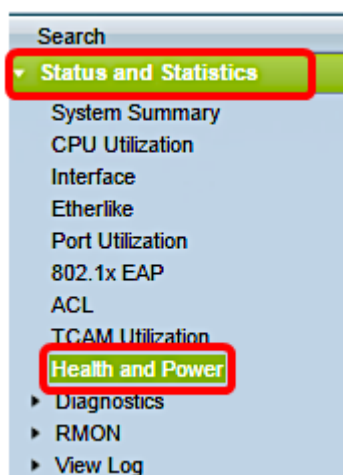 Search
Status and Statistics
System Summary
CPU Utilization
Interface
Etherlike
Port Utilization
802.1x EAP
ACL
TCAM Utilization
Health and Power
Diagnostics
RMON
View Log